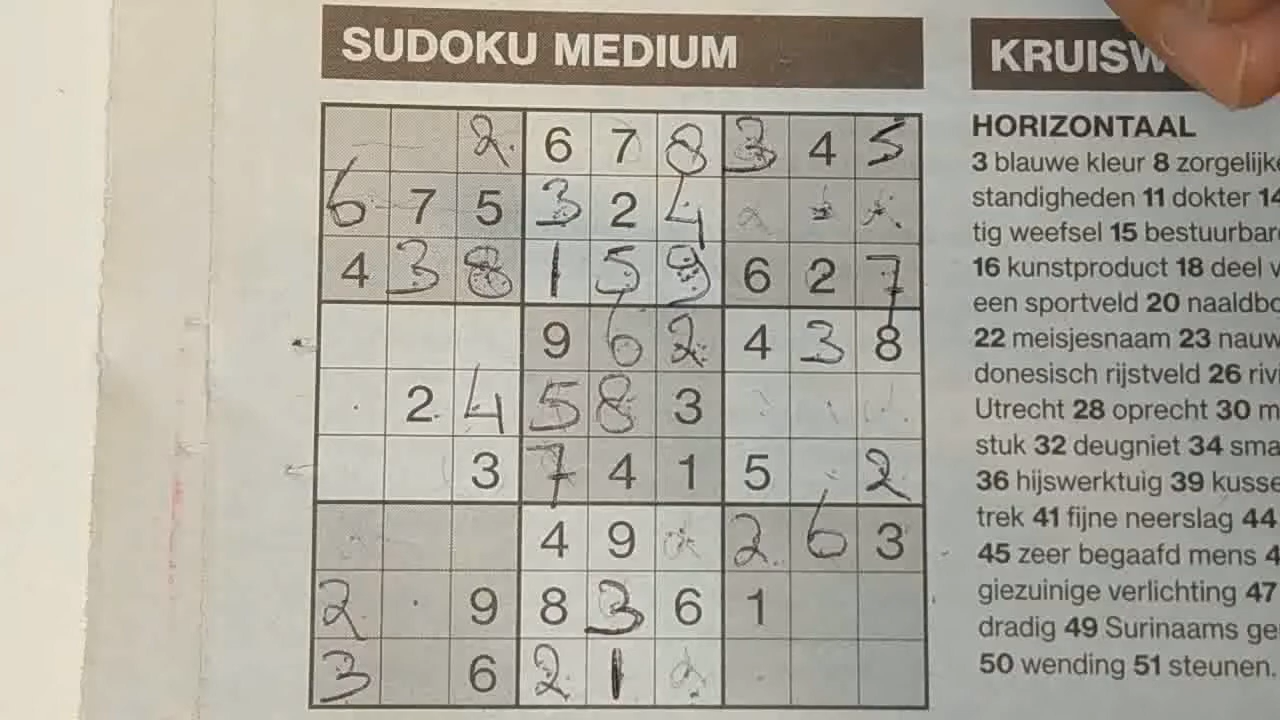 SUDOKU MEDIUM
KRUISW
2 6 7 8 3 4 5
6 7 5 3 2 4
4 3 8 1 5 9 6 2 7
9 6 2 4 3 8
2 4 5 8 3
3 7 4 1 5 2
4 9 2 6 3
2 9 8 3 6 1
3 6 2 1
HORIZONTAAL
3 blauwe kleur 8 zorgelijke
standigheden 11 dokter 14
tig weefsel 15 bestuurbar
16 kunstproduct 18 deel v
een sportveld 20 naaldbo
22 meisjesnaam 23 nauw
donesisch rijstveld 26 rivi
Utrecht 28 oprecht 30 m
stuk 32 deugniet 34 sma
36 hijswerktuig 39 kusse
trek 41 fijne neerslag 44
45 zeer begaafd mens 4
giezuinige verlichting 47
dradig 49 Surinaams ge
50 wending 51 steunen.